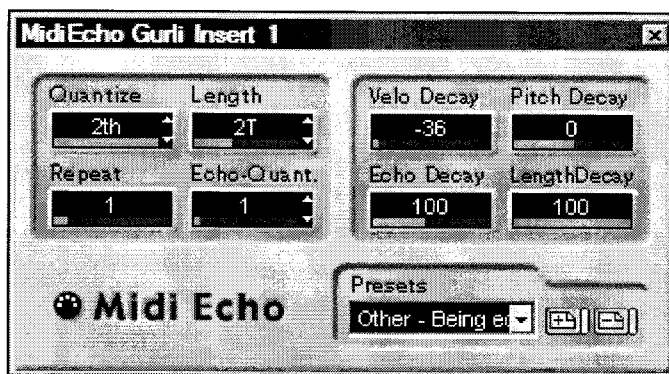 MidiEcho Gurli Insert 1
Quantize Length
2th 2T
Repeat Echo-Quant.
1 1
Velo Decay Pitch Decay
-36 0
Echo Decay LengthDecay
100 100
Midi Echo
Presets
Other - Being ec